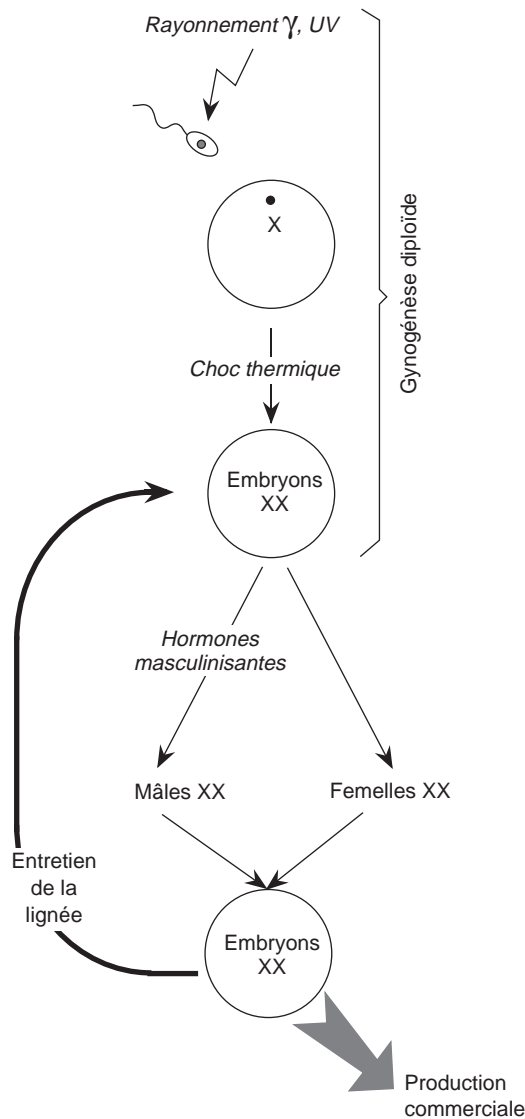 Rayonnement γ, UV
X
Gynogénèse diploïde
Choc thermique
Embryons
XX
Hormones
masculinisantes
Mâles XX
Femelles XX
Entretien
de la
lignée
Embryons
XX
Production
commerciale